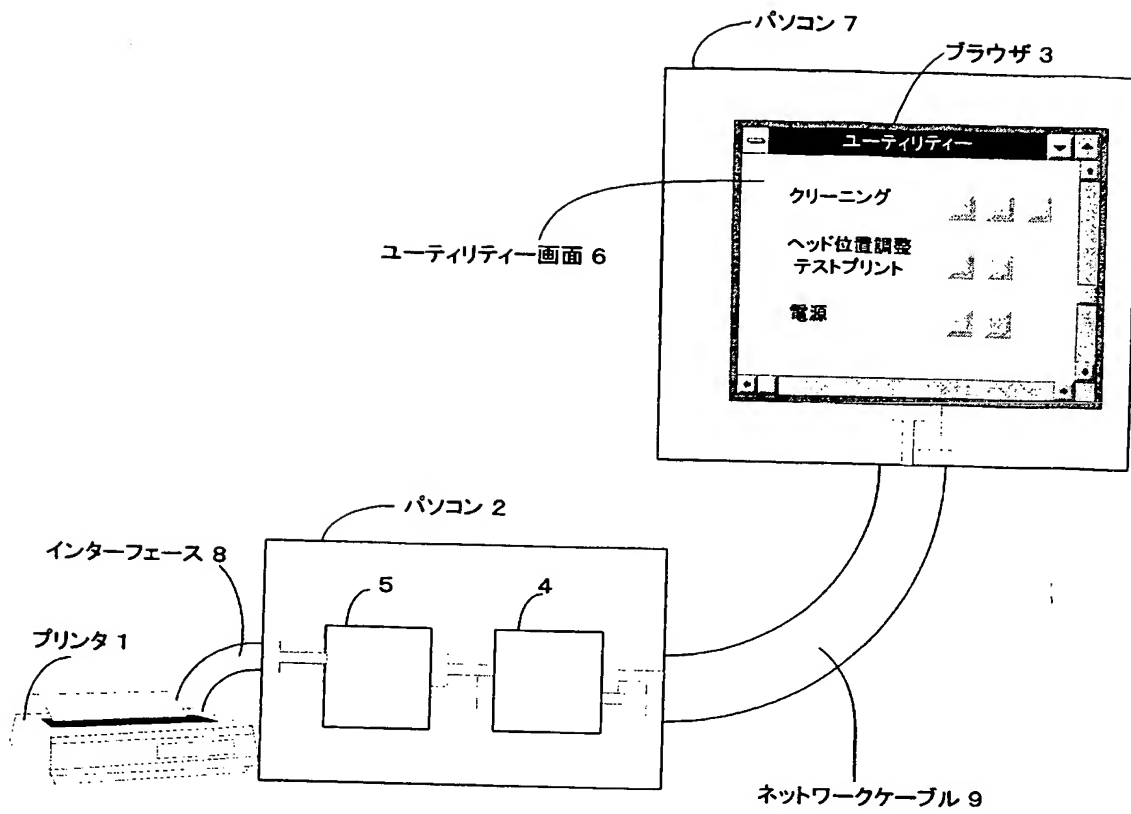 パソコン 7
ブラウザ 3
ユーティリティー
クリーニング
ユーティリティー画面 6
ヘッド位置調整
テストプリント
電源
パソコン 2
インターフェース 8
5
4
プリンタ 1
ネットワークケーブル 9